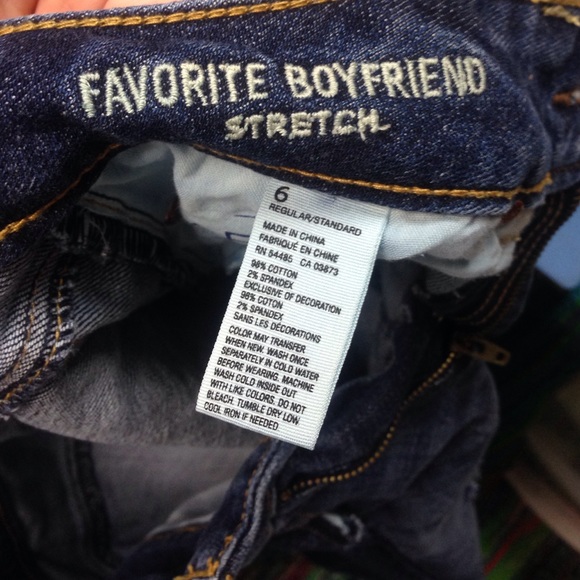 FAVORITE BOYFRIEND
STRETCH
6
REGULAR/STANDARD
MADE IN CHINA
FABRIQUÉ EN CHINE
RN 54485 CA 03873
98% COTTON
2% SPANDEX
EXCLUSIVE OF DECORATION
98% COTON
2% SPANDEX
SANS LES DÉCORATIONS
COLOR MAY TRANSFER
WHEN NEW. WASH ONCE
SEPARATELY IN COLD WATER
BEFORE WEARING. MACHINE
WASH COLD INSIDE OUT
WITH LIKE COLORS. DO NOT
BLEACH. TUMBLE DRY LOW
COOL IRON IF NEEDED